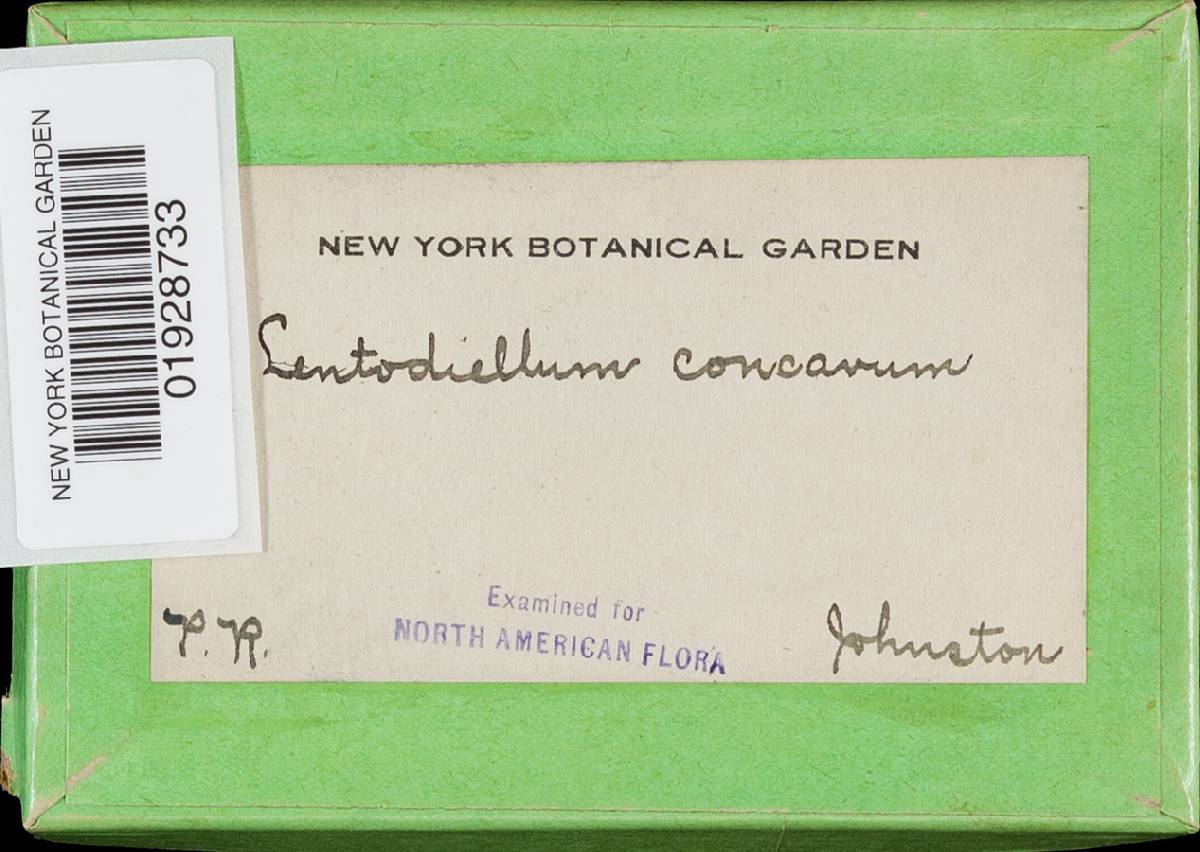 NEW YORK BOTANICAL GARDEN
01928733
NEW YORK BOTANICAL GARDEN
Lentodiellum concavum
P.R.
Examined for
NORTH AMERICAN FLORA
Johnston